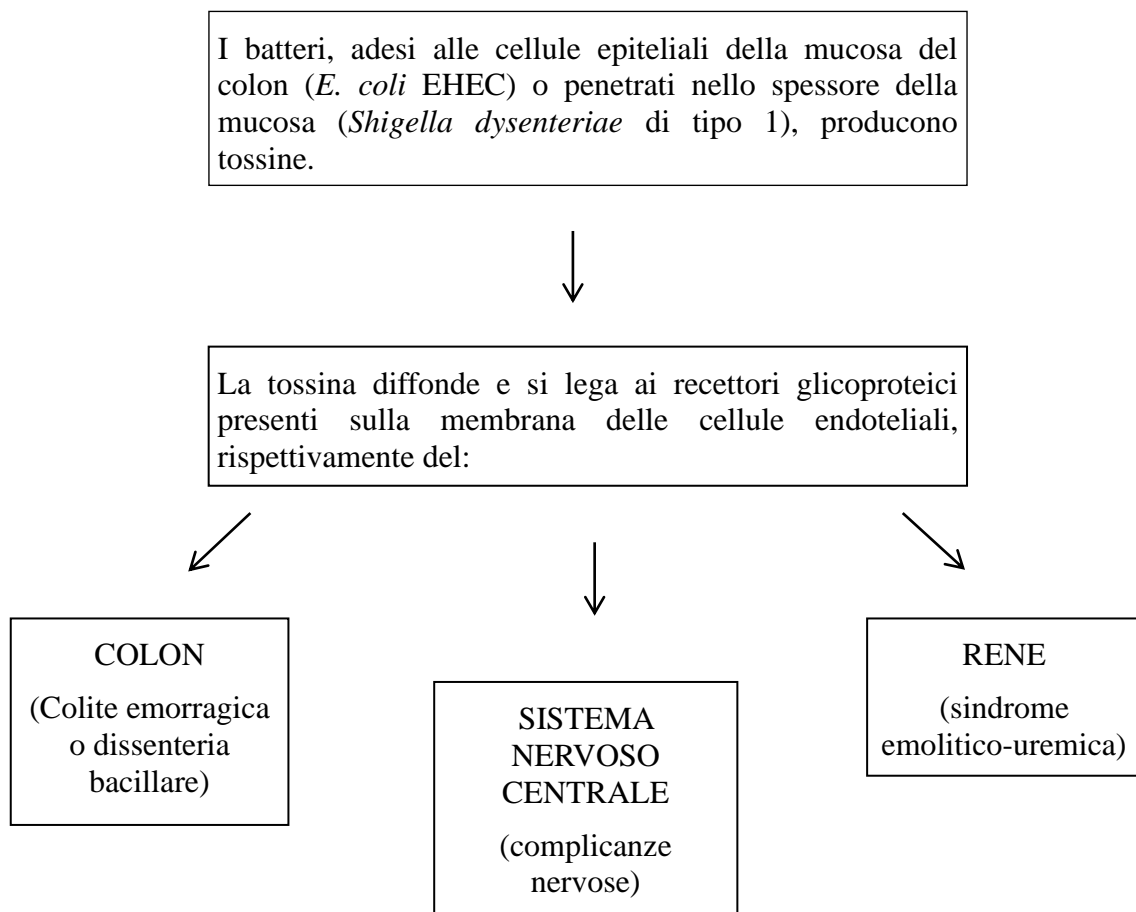 I batteri, adesi alle cellule epiteliali della mucosa del
colon (E. coli EHEC) o penetrati nello spessore della
mucosa (Shigella dysenteriae di tipo 1), producono
tossine.
La tossina diffonde e si lega ai recettori glicoproteici
presenti sulla membrana delle cellule endoteliali,
rispettivamente del:
COLON
(Colite emorragica
o dissenteria
bacillare)
SISTEMA
NERVOSO
CENTRALE
(complicanze
nervose)
RENE
(sindrome
emolitico-uremica)